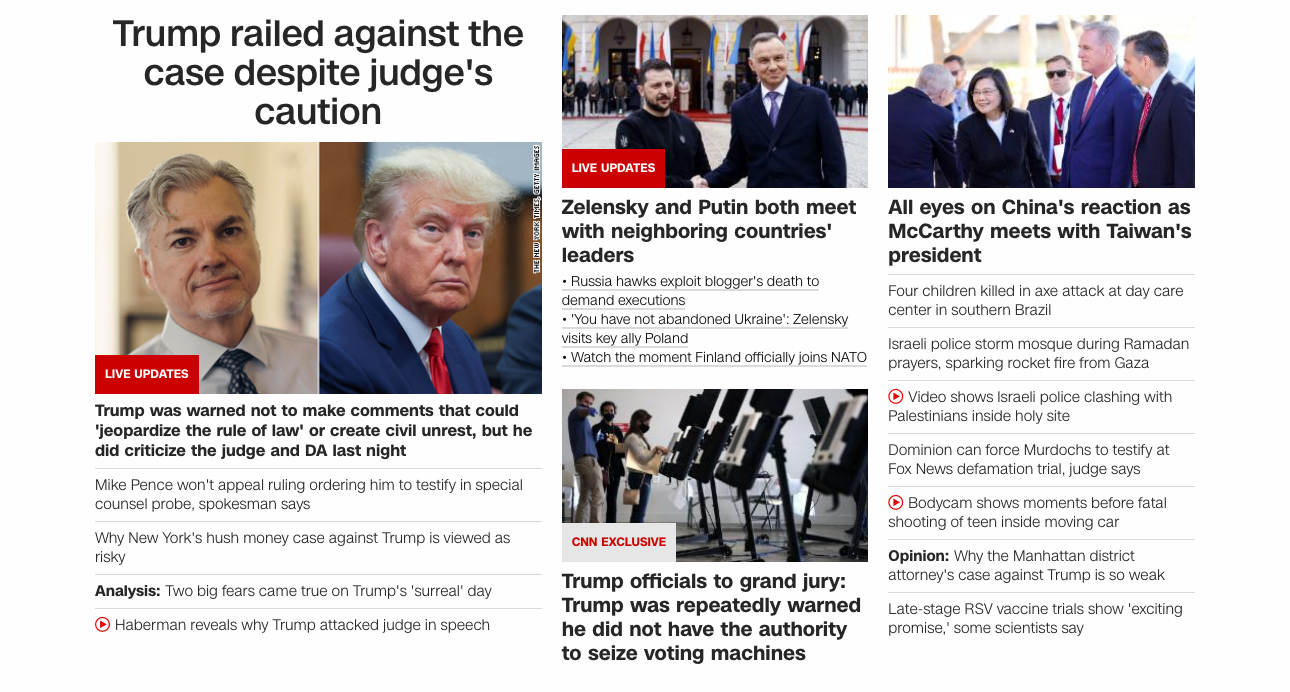 Trump railed against the
case despite judge's
caution
THE NEW YORK TIMES, GETTY IMAGES
LIVE UPDATES
Trump was warned not to make comments that could
'jeopardize the rule of law' or create civil unrest, but he
did criticize the judge and DA last night
Mike Pence won't appeal ruling ordering him to testify in special
counsel probe, spokesman says
Why New York's hush money case against Trump is viewed as
risky
Analysis: Two big fears came true on Trump's 'surreal' day
Haberman reveals why Trump attacked judge in speech
LIVE UPDATES
Zelensky and Putin both meet
with neighboring countries'
leaders
• Russia hawks exploit blogger's death to
demand executions
• 'You have not abandoned Ukraine': Zelensky
visits key ally Poland
• Watch the moment Finland officially joins NATO
CNN EXCLUSIVE
Trump officials to grand jury:
Trump was repeatedly warned
he did not have the authority
to seize voting machines
All eyes on China's reaction as
McCarthy meets with Taiwan's
president
Four children killed in axe attack at day care
center in southern Brazil
Israeli police storm mosque during Ramadan
prayers, sparking rocket fire from Gaza
Video shows Israeli police clashing with
Palestinians inside holy site
Dominion can force Murdochs to testify at
Fox News defamation trial, judge says
Bodycam shows moments before fatal
shooting of teen inside moving car
Opinion: Why the Manhattan district
attorney's case against Trump is so weak
Late-stage RSV vaccine trials show 'exciting
promise,' some scientists say